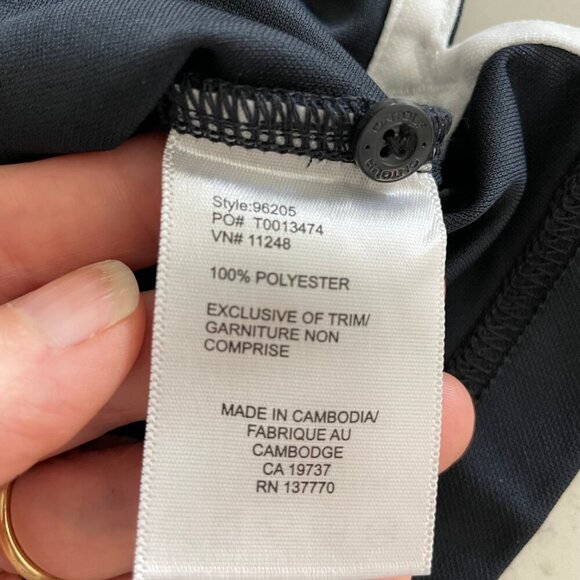 Style:96205
PO# T0013474
VN# 11248
100% POLYESTER
EXCLUSIVE OF TRIM/
GARNITURE NON
COMPRISE
MADE IN CAMBODIA/
FABRIQUE AU
CAMBODGE
CA 19737
RN 137770